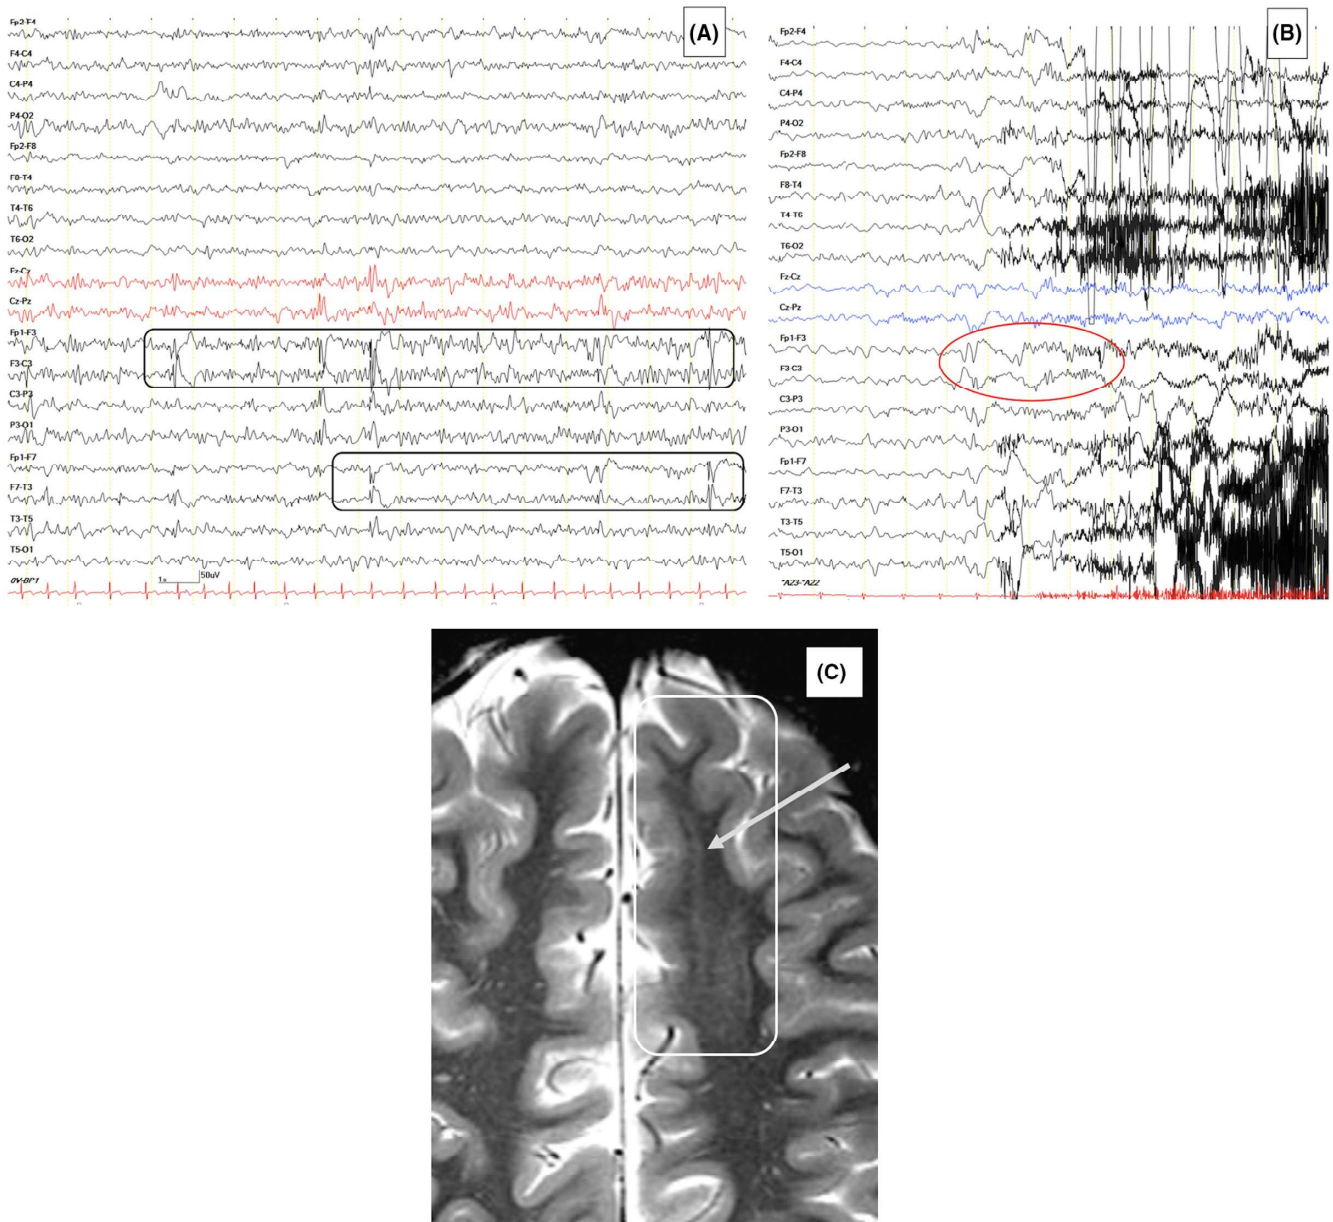 (A)
Fp2-F4
F4-C4
C4-P4
P4-O2
Fp2-F8
F8-T4
T4-T6
T6-O2
Fz-Cz
Cz-Pz
Fp1-F3
F3-C3
C3-P3
P3-O1
Fp1-F7
F7-T3
T3-T5
T5-O1
1s
50uV
(B)
Fp2-F4
F4-C4
C4-P4
P4-O2
Fp2-F8
F8-T4
T4-T6
T6-O2
Fz-Cz
Cz-Pz
Fp1-F3
F3-C3
C3-P3
P3-O1
Fp1-F7
F7-T3
T3-T5
T5-O1
(C)